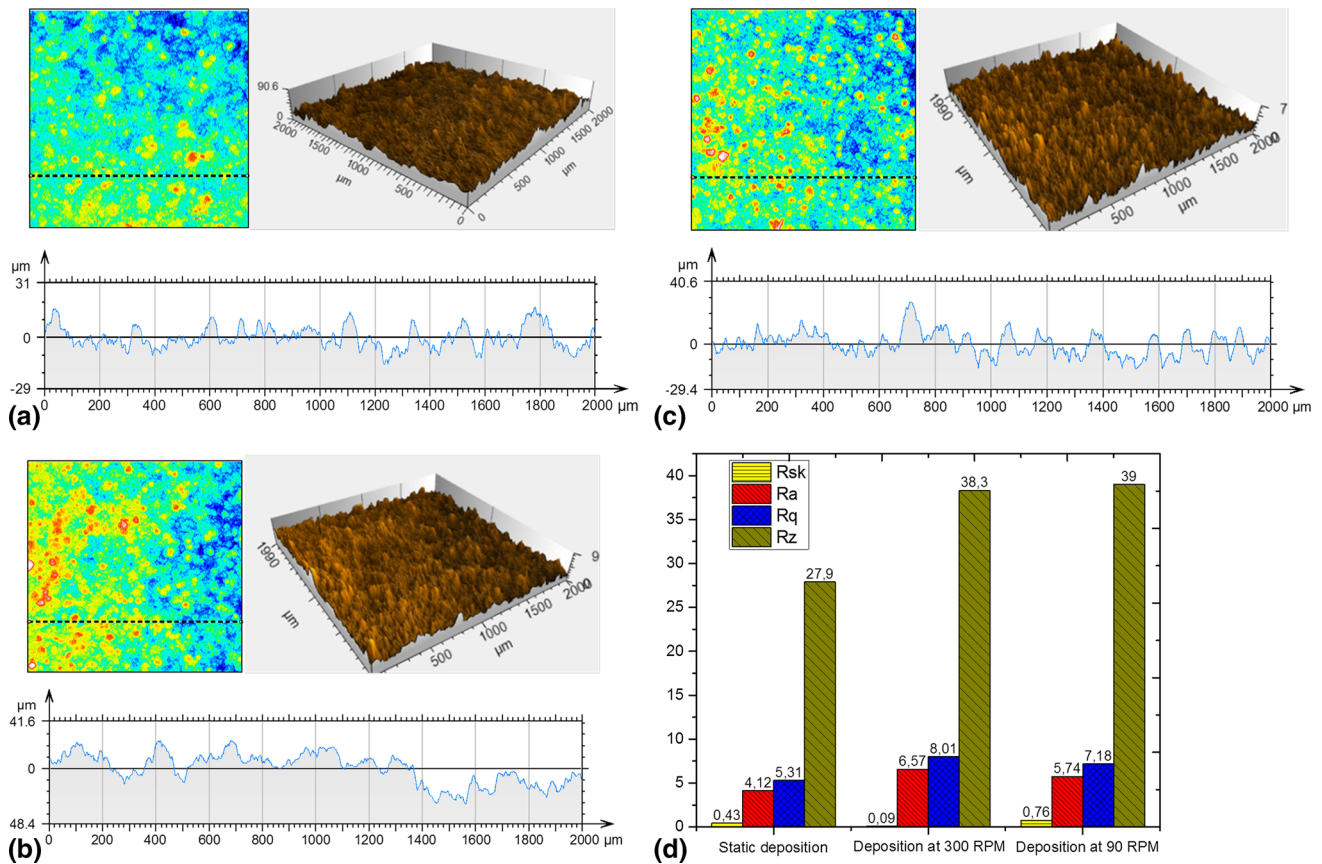 90.6
0
2000
1500
1000
500
0
µm
0
500
1000
1500
2000
µm
µm
31
0
-29
0 200 400 600 800 1000 1200 1400 1600 1800 2000 µm
(a)
1990
µm
500
1000
1500
2000
µm
7
0
µm
40.6
0
-29.4
0 200 400 600 800 1000 1200 1400 1600 1800 2000 µm
(c)
1990
µm
500
1000
1500
2000
µm
9
0
µm
41.6
0
48.4
0 200 400 600 800 1000 1200 1400 1600 1800 2000 µm
(b)
40
35
30
25
20
15
10
5
0
Rsk
Ra
Rq
Rz
0,43
4,12
5,31
27,9
0,09
6,57
8,01
38,3
0,76
5,74
7,18
39
Static deposition Deposition at 300 RPM Deposition at 90 RPM
(d)